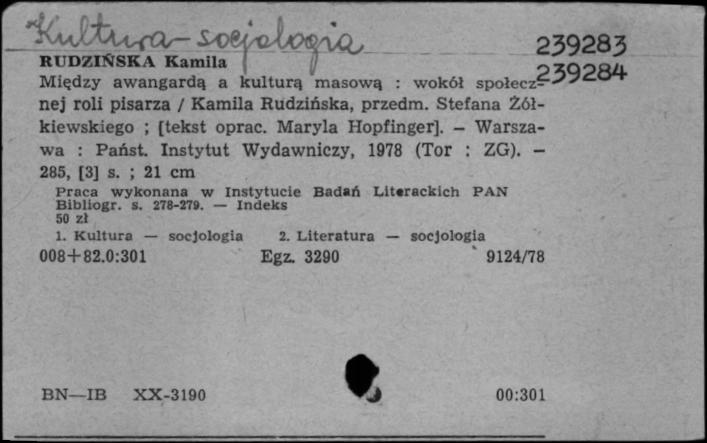 Kultura - socjologia
239283
RUDZIŃSKA Kamila
239284
Między awangardą a kulturą masową : wokół społecz-
nej roli pisarza / Kamila Rudzińska, przedm. Stefana Żół-
kiewskiego ; [tekst oprac. Maryla Hopfinger]. — Warsza-
wa : Państ. Instytut Wydawniczy, 1978 (Tor : ZG). —
285, [3] s. ; 21 cm
Praca wykonana w Instytucie Badań Literackich PAN
Bibliogr. s. 278-279. — Indeks
50 zł
1. Kultura — socjologia 2. Literatura — socjologia
008+82.0:301 Egz. 3290 9124/78
BN—IB XX-3190 00:301